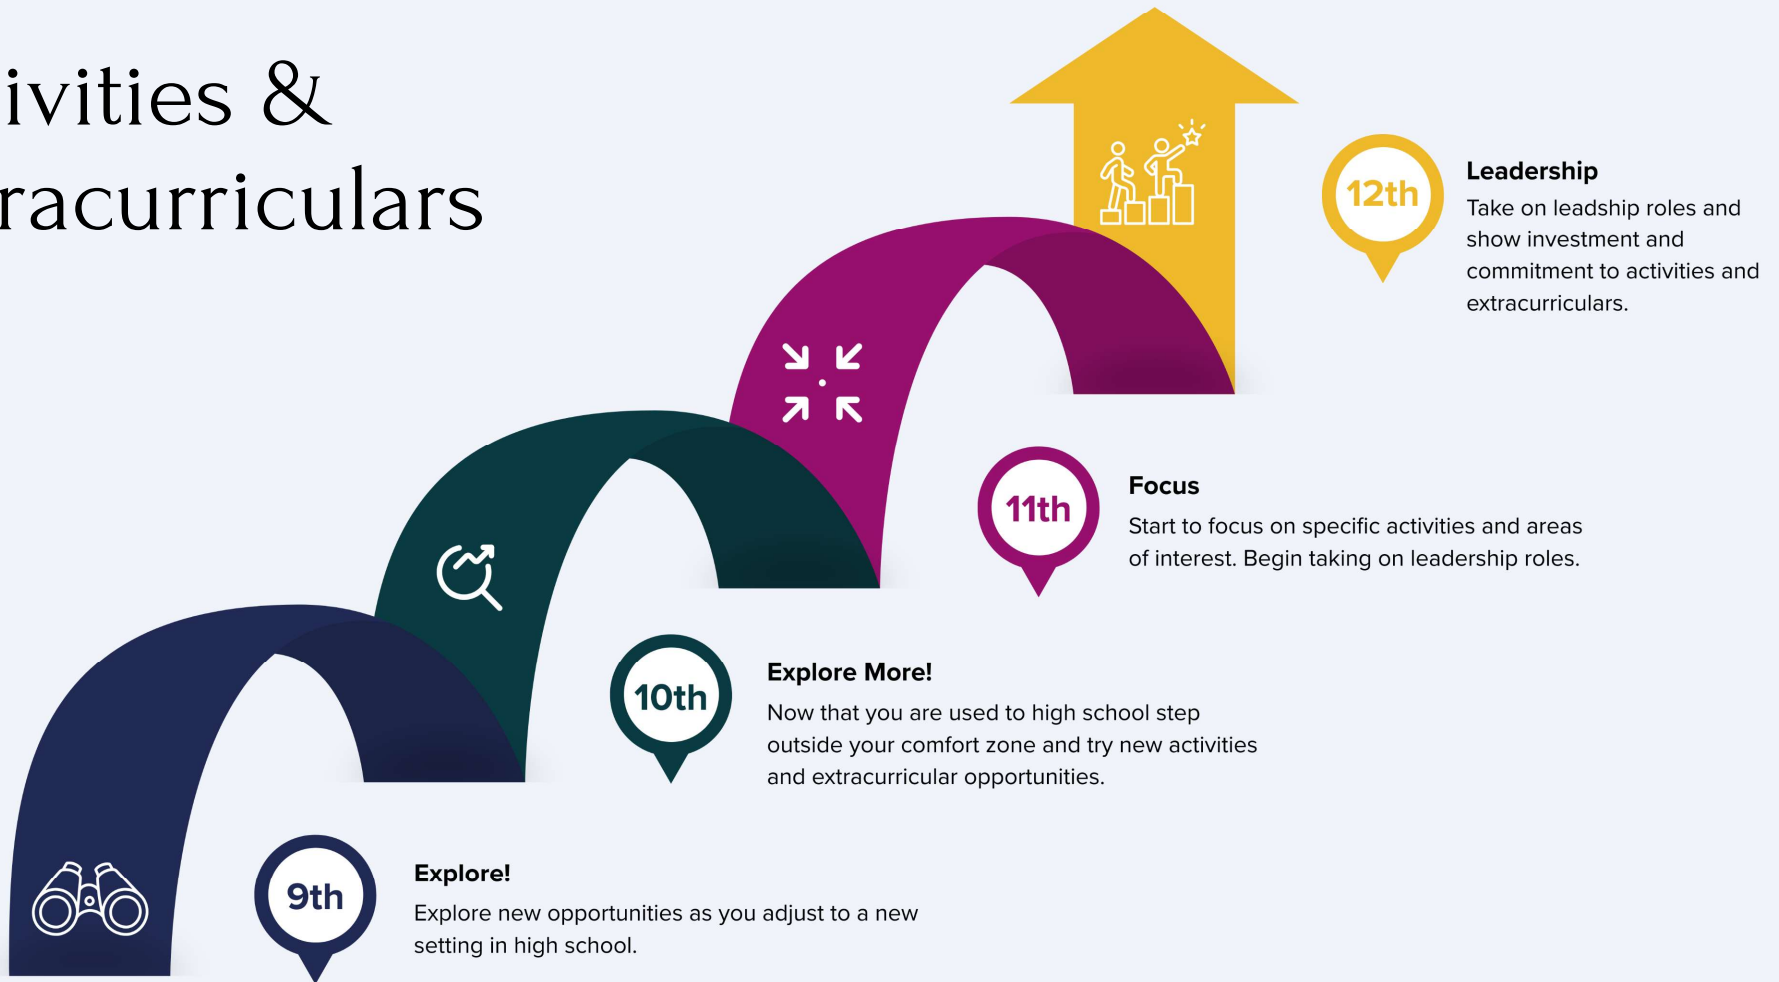 ivities &
racurriculars
12th
Leadership
Take on leadship roles and
show investment and
commitment to activities and
extracurriculars.
11th
Focus
Start to focus on specific activities and areas
of interest. Begin taking on leadership roles.
10th
Explore More!
Now that you are used to high school step
outside your comfort zone and try new activities
and extracurricular opportunities.
9th
Explore!
Explore new opportunities as you adjust to a new
setting in high school.